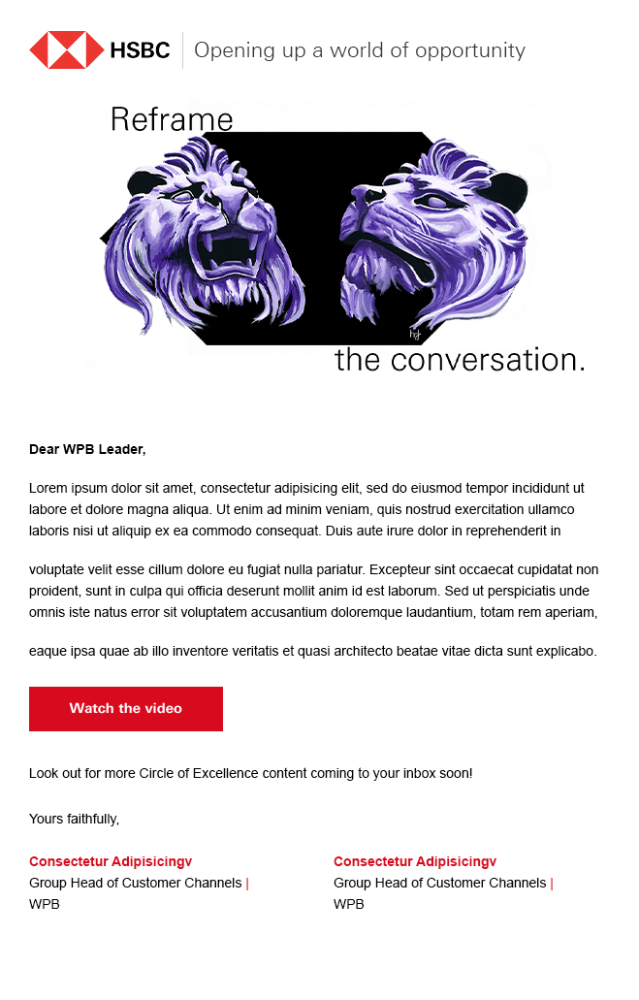 HSBC
Opening up a world of opportunity
Reframe
the conversation.
Dear WPB Leader,
Lorem ipsum dolor sit amet, consectetur adipisicing elit, sed do eiusmod tempor incididunt ut
labore et dolore magna aliqua. Ut enim ad minim veniam, quis nostrud exercitation ullamco
laboris nisi ut aliquip ex ea commodo consequat. Duis aute irure dolor in reprehenderit in
voluptate velit esse cillum dolore eu fugiat nulla pariatur. Excepteur sint occaecat cupidatat non
proident, sunt in culpa qui officia deserunt mollit anim id est laborum. Sed ut perspiciatis unde
omnis iste natus error sit voluptatem accusantium doloremque laudantium, totam rem aperiam,
eaque ipsa quae ab illo inventore veritatis et quasi architecto beatae vitae dicta sunt explicabo.
Watch the video
Look out for more Circle of Excellence content coming to your inbox soon!
Yours faithfully,
Consectetur Adipisicingv
Group Head of Customer Channels |
WPB
Consectetur Adipisicingv
Group Head of Customer Channels |
WPB